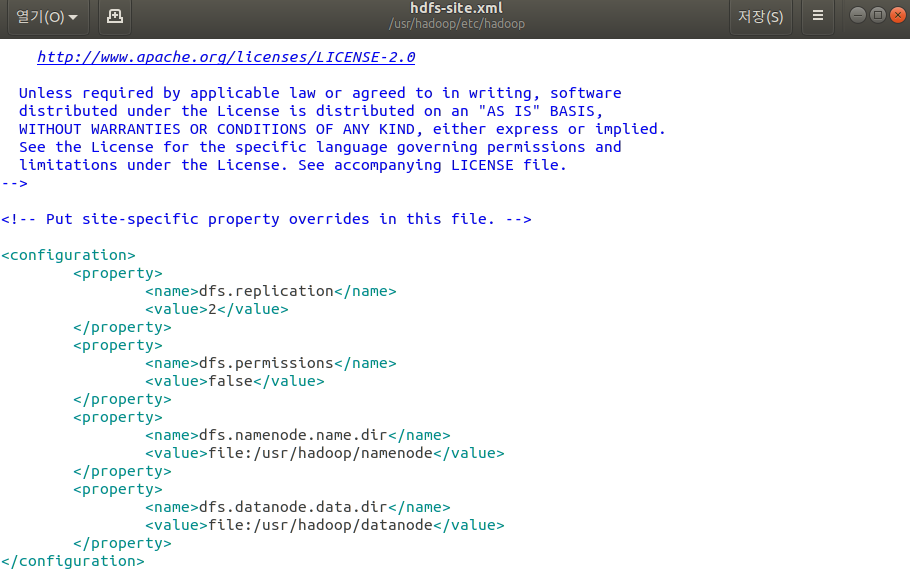 열기(O)
hdfs-site.xml
/usr/hadoop/etc/hadoop
저장(S)
http://www.apache.org/licenses/LICENSE-2.0
Unless required by applicable law or agreed to in writing, software
distributed under the License is distributed on an "AS IS" BASIS,
WITHOUT WARRANTIES OR CONDITIONS OF ANY KIND, either express or implied.
See the License for the specific language governing permissions and
limitations under the License. See accompanying LICENSE file.
-->
<!-- Put site-specific property overrides in this file. -->
<configuration>
<property>
<name>dfs.replication</name>
<value>2</value>
</property>
<property>
<name>dfs.permissions</name>
<value>false</value>
</property>
<property>
<name>dfs.namenode.name.dir</name>
<value>file:/usr/hadoop/namenode</value>
</property>
<property>
<name>dfs.datanode.data.dir</name>
<value>file:/usr/hadoop/datanode</value>
</property>
</configuration>